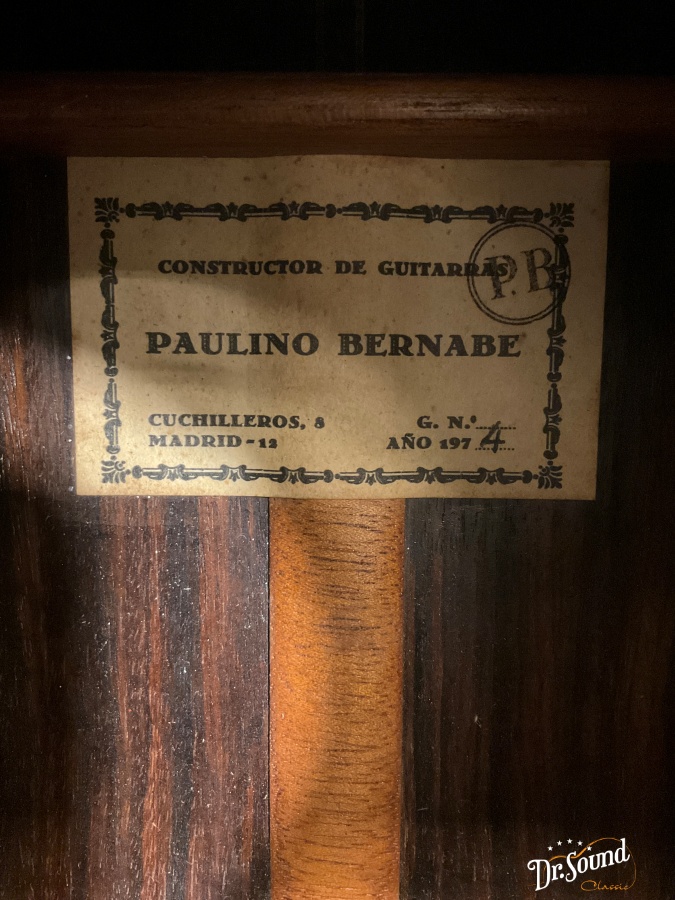 CONSTRUCTOR DE GUITARRAS
P.B
PAULINO BERNABE
CUCHILLEROS, 8 G. N.º
MADRID-12 AÑO 1974
Dr. Sound
Classic